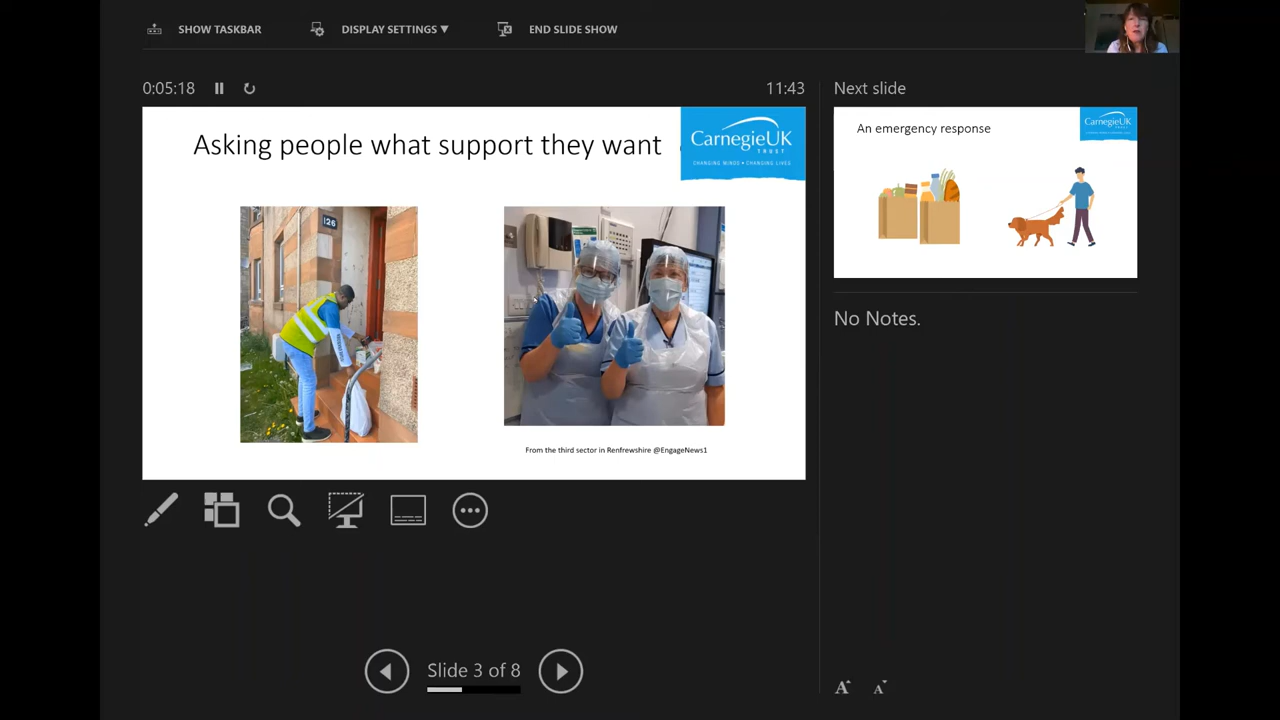 SHOW TASKBAR
DISPLAY SETTINGS ▼
END SLIDE SHOW
0:05:18
11:43
Next slide
Asking people what support they want
CarnegieUK
TRUST
CHANGING MINDS • CHANGING LIVES
126
From the third sector in Renfrewshire @EngageNews1
An emergency response
CarnegieUK
TRUST
No Notes.
Slide 3 of 8
A A